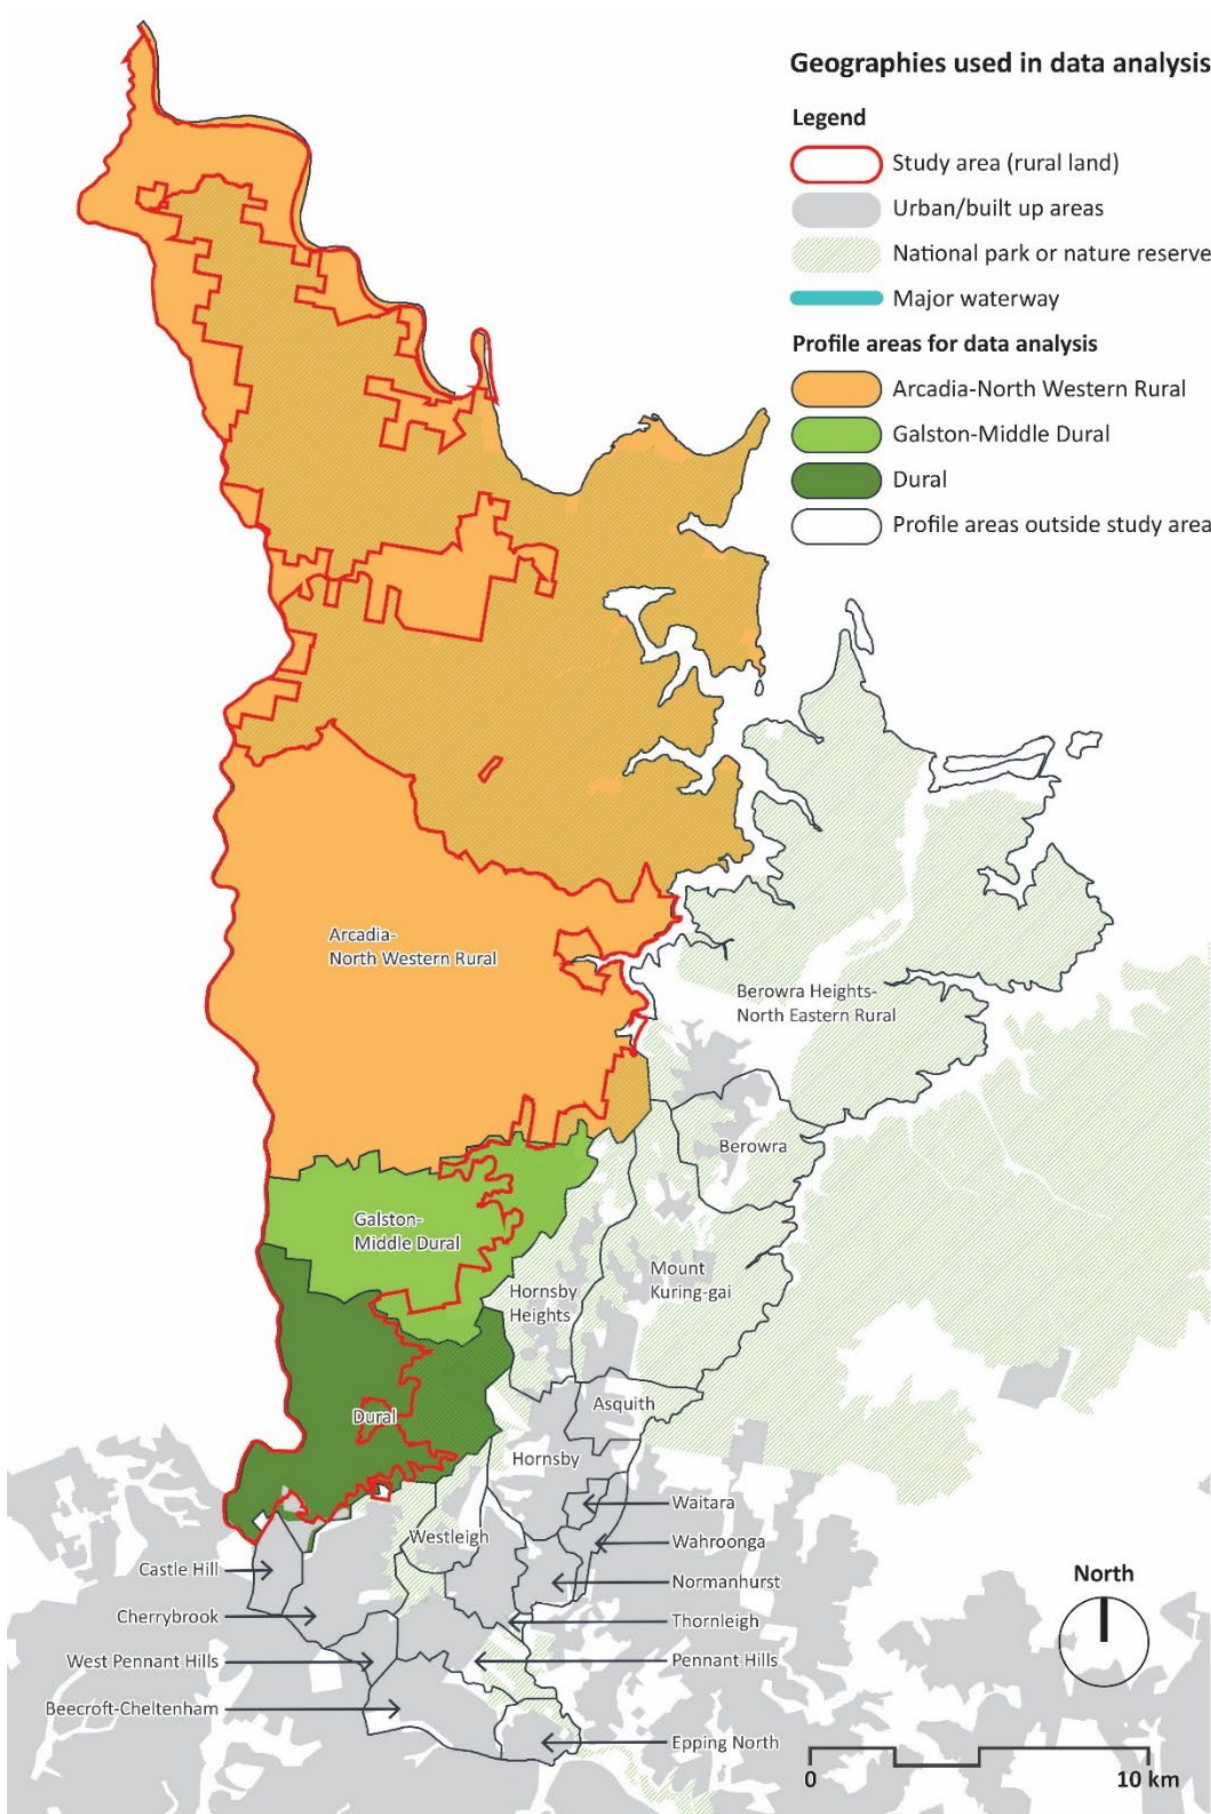 Geographies used in data analysis
Legend
Study area (rural land)
Urban/built up areas
National park or nature reserve
Major waterway
Profile areas for data analysis
Arcadia-North Western Rural
Galston-Middle Dural
Dural
Profile areas outside study area
Arcadia-
North Western Rural
Berowra Heights-
North Eastern Rural
Berowra
Galston-
Middle Dural
Mount
Kuring-gai
Hornsby
Heights
Asquith
Dural
Hornsby
Waitara
Westleigh
Wahroonga
Castle Hill
Normanhurst
Cherrybrook
Thornleigh
West Pennant Hills
Pennant Hills
Beecroft-Cheltenham
Epping North
North
0
10 km